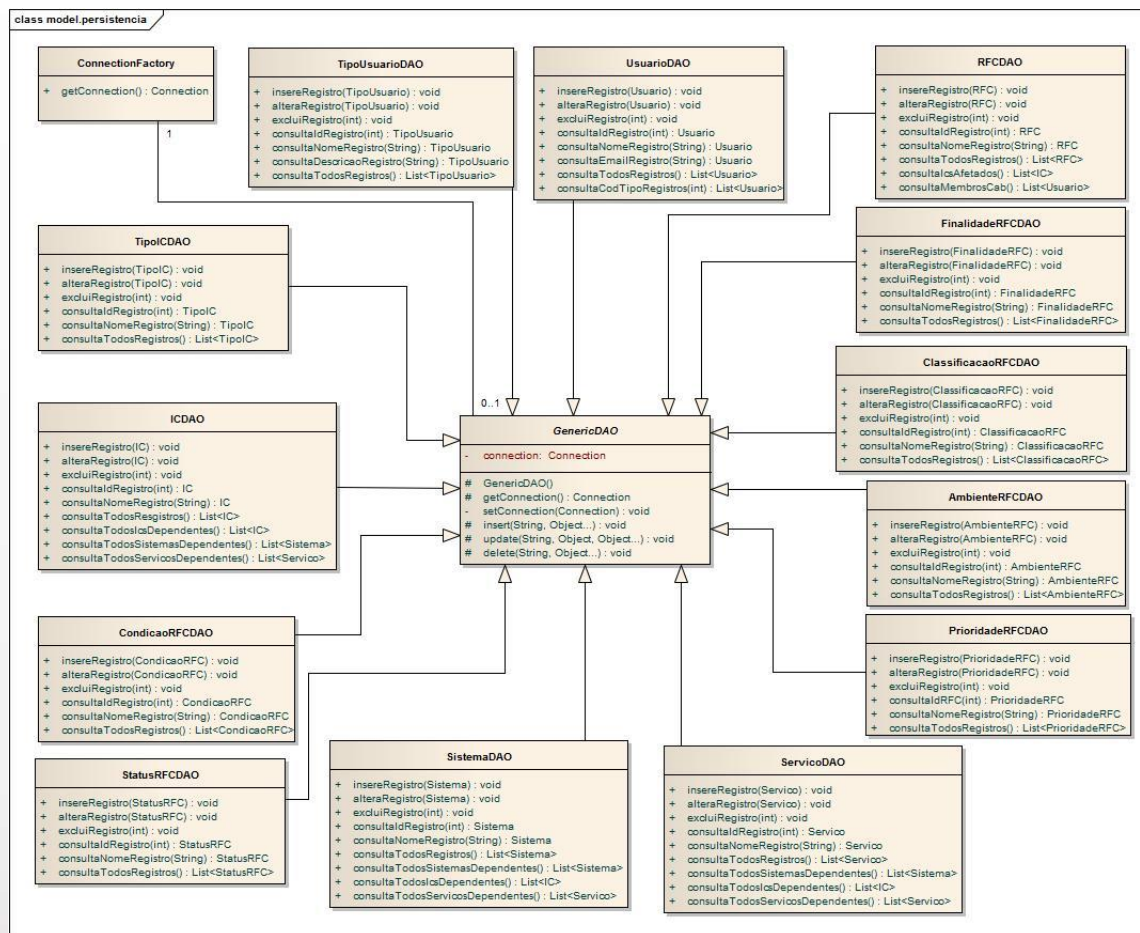 class model.persistencia
ConnectionFactory
+ getConnection() : Connection
1
TipoUsuarioDAO
+ insereRegistro(TipoUsuario) : void
+ alteraRegistro(TipoUsuario) : void
+ excluiRegistro(int) : void
+ consultaIdRegistro(int) : TipoUsuario
+ consultaNomeRegistro(String) : TipoUsuario
+ consultaDescricaoRegistro(String) : TipoUsuario
+ consultaTodosRegistros() : List<TipoUsuario>
UsuarioDAO
+ insereRegistro(Usuario) : void
+ alteraRegistro(Usuario) : void
+ excluiRegistro(int) : void
+ consultaIdRegistro(int) : Usuario
+ consultaNomeRegistro(String) : Usuario
+ consultaEmailRegistro(String) : Usuario
+ consultaTodosRegistros() : List<Usuario>
+ consultaCodTipoRegistros(int) : List<Usuario>
RFCDAO
+ insereRegistro(RFC) : void
+ alteraRegistro(RFC) : void
+ excluiRegistro(int) : void
+ consultaIdRegistro(int) : RFC
+ consultaNomeRegistro(String) : RFC
+ consultaTodosRegistros() : List<RFC>
+ consultaIcsAfetados() : List<IC>
+ consultaMembrosCab() : List<Usuario>
TipoICDAO
+ insereRegistro(TipoIC) : void
+ alteraRegistro(TipoIC) : void
+ excluiRegistro(int) : void
+ consultaIdRegistro(int) : TipoIC
+ consultaNomeRegistro(String) : TipoIC
+ consultaTodosRegistros() : List<TipoIC>
FinalidadeRFCDAO
+ insereRegistro(FinalidadeRFC) : void
+ alteraRegistro(FinalidadeRFC) : void
+ excluiRegistro(int) : void
+ consultaIdRegistro(int) : FinalidadeRFC
+ consultaNomeRegistro(String) : FinalidadeRFC
+ consultaTodosRegistros() : List<FinalidadeRFC>
ClassificacaoRFCDAO
+ insereRegistro(ClassificacaoRFC) : void
+ alteraRegistro(ClassificacaoRFC) : void
+ excluiRegistro(int) : void
+ consultaIdRegistro(int) : ClassificacaoRFC
+ consultaNomeRegistro(String) : ClassificacaoRFC
+ consultaTodosRegistros() : List<ClassificacaoRFC>
ICDAO
+ insereRegistro(IC) : void
+ alteraRegistro(IC) : void
+ excluiRegistro(int) : void
+ consultaIdRegistro(int) : IC
+ consultaNomeRegistro(String) : IC
+ consultaTodosResgistros() : List<IC>
+ consultaTodosIcsDependentes() : List<IC>
+ consultaTodosSistemasDependentes() : List<Sistema>
+ consultaTodosServicosDependentes() : List<Servico>
0..1
GenericDAO
- connection: Connection
# GenericDAO()
# getConnection() : Connection
- setConnection(Connection) : void
# insert(String, Object...) : void
# update(String, Object, Object...) : void
# delete(String, Object...) : void
AmbienteRFCDAO
+ insereRegistro(AmbienteRFC) : void
+ alteraRegistro(AmbienteRFC) : void
+ excluiRegistro(int) : void
+ consultaIdRegistro(int) : AmbienteRFC
+ consultaNomeRegistro(String) : AmbienteRFC
+ consultaTodosRegistros() : List<AmbienteRFC>
CondicaoRFCDAO
+ insereRegistro(CondicaoRFC) : void
+ alteraRegistro(CondicaoRFC) : void
+ excluiRegistro(int) : void
+ consultaIdRegistro(int) : CondicaoRFC
+ consultaNomeRegistro(String) : CondicaoRFC
+ consultaTodosRegistros() : List<CondicaoRFC>
PrioridadeRFCDAO
+ insereRegistro(PrioridadeRFC) : void
+ alteraRegistro(PrioridadeRFC) : void
+ excluiRegistro(int) : void
+ consultaIdRFC(int) : PrioridadeRFC
+ consultaNomeRegistro(String) : PrioridadeRFC
+ consultaTodosRegistros() : List<PrioridadeRFC>
StatusRFCDAO
+ insereRegistro(StatusRFC) : void
+ alteraRegistro(StatusRFC) : void
+ excluiRegistro(int) : void
+ consultaIdRegistro(int) : StatusRFC
+ consultaNomeRegistro(String) : StatusRFC
+ consultaTodosRegistros() : List<StatusRFC>
SistemaDAO
+ insereRegistro(Sistema) : void
+ alteraRegistro(Sistema) : void
+ excluiRegistro(int) : void
+ consultaIdRegistro(int) : Sistema
+ consultaNomeRegistro(String) : Sistema
+ consultaTodosRegistros() : List<Sistema>
+ consultaTodosSistemasDependentes() : List<Sistema>
+ consultaTodosIcsDependentes() : List<IC>
+ consultaTodosServicosDependentes() : List<Servico>
ServicoDAO
+ insereRegistro(Servico) : void
+ alteraRegistro(Servico) : void
+ excluiRegistro(int) : void
+ consultaIdRegistro(int) : Servico
+ consultaNomeRegistro(String) : Servico
+ consultaTodosRegistros() : List<Servico>
+ consultaTodosSistemasDependentes() : List<Sistema>
+ consultaTodosIcsDependentes() : List<IC>
+ consultaTodosServicosDependentes() : List<Servico>